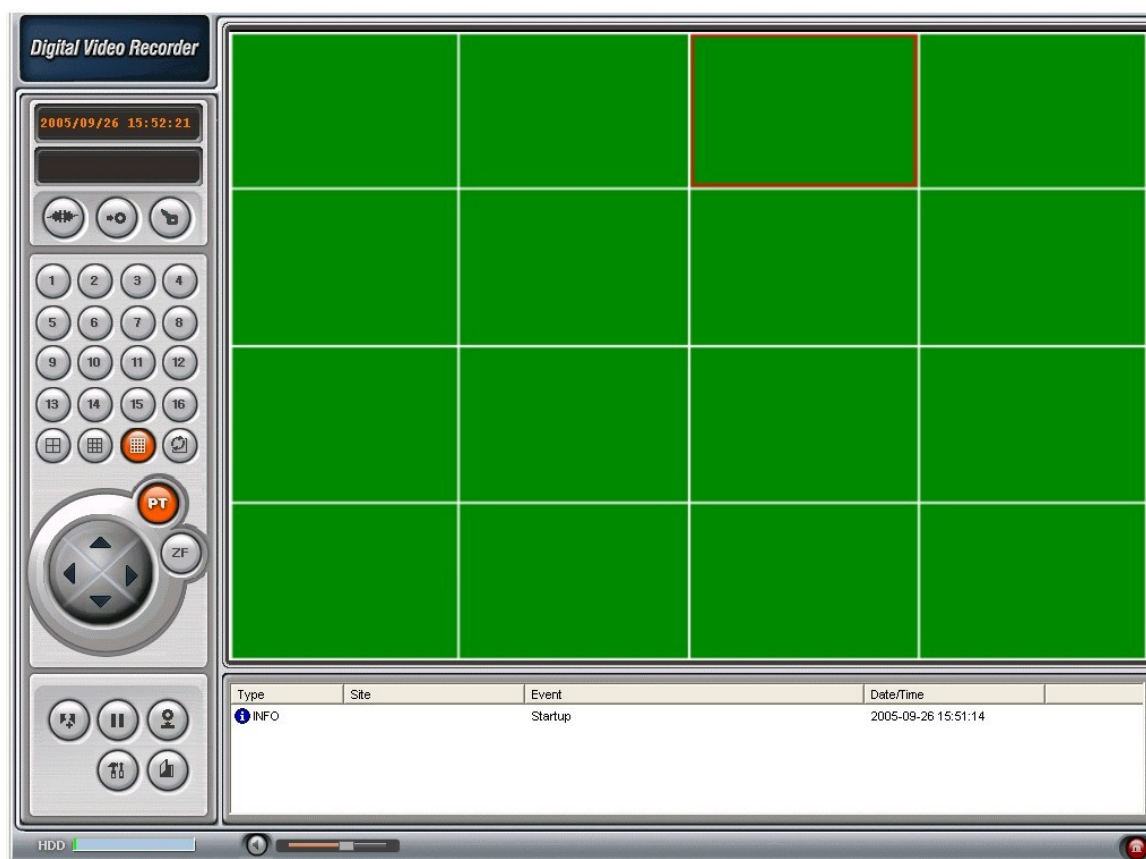 Digital Video Recorder
2005/09/26 15:52:21
1 2 3 4
5 6 7 8
9 10 11 12
13 14 15 16
PT
ZF
Type Site Event Date/Time
INFO Startup 2005-09-26 15:51:14
HDD